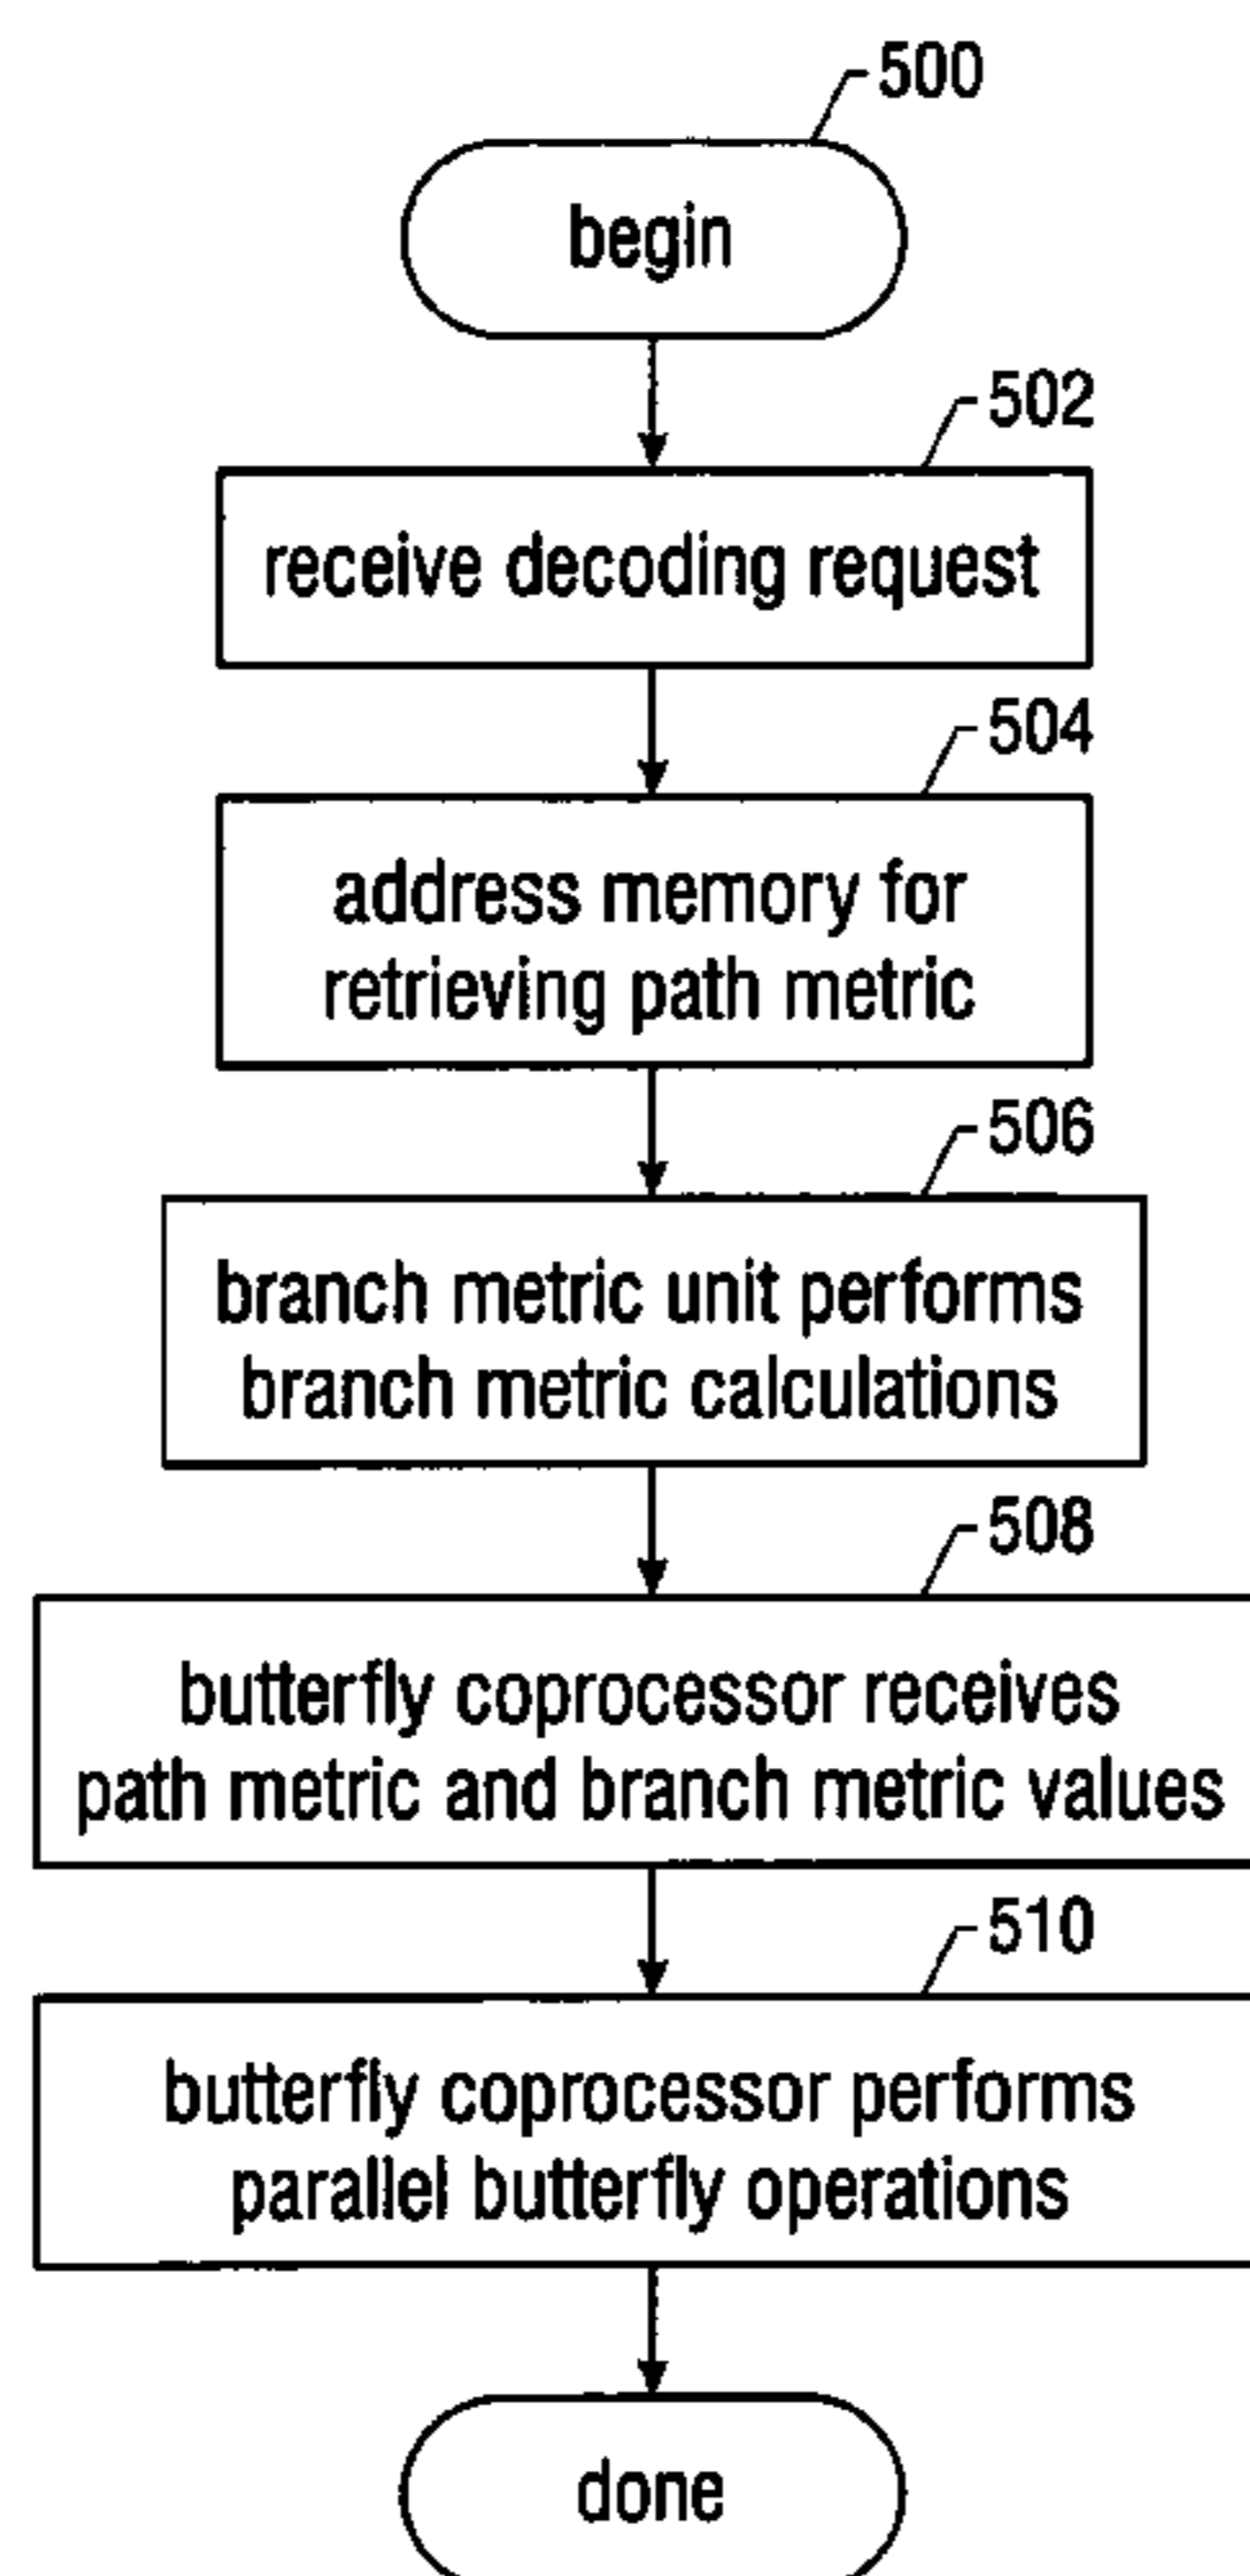 500
begin
502
receive decoding request
504
address memory for
retrieving path metric
506
branch metric unit performs
branch metric calculations
508
butterfly coprocessor receives
path metric and branch metric values
510
butterfly coprocessor performs
parallel butterfly operations
done